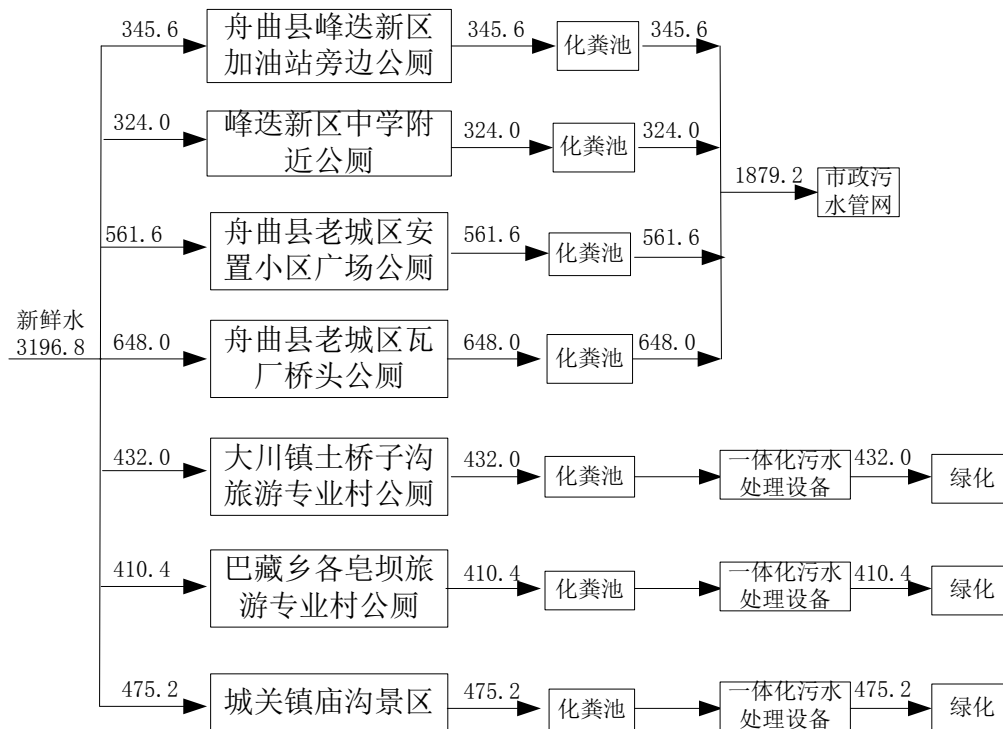 345.6
舟曲县峰迭新区
加油站旁边公厕
345.6
化粪池
345.6
324.0
峰迭新区中学附
近公厕
324.0
化粪池
324.0
1879.2
市政污
水管网
561.6
舟曲县老城区安
置小区广场公厕
561.6
化粪池
561.6
新鲜水
3196.8
648.0
舟曲县老城区瓦
厂桥头公厕
648.0
化粪池
648.0
432.0
大川镇土桥子沟
旅游专业村公厕
432.0
化粪池
一体化污水
处理设备
432.0
绿化
410.4
巴藏乡各皂坝旅
游专业村公厕
410.4
化粪池
一体化污水
处理设备
410.4
绿化
475.2
城关镇庙沟景区
475.2
化粪池
一体化污水
处理设备
475.2
绿化